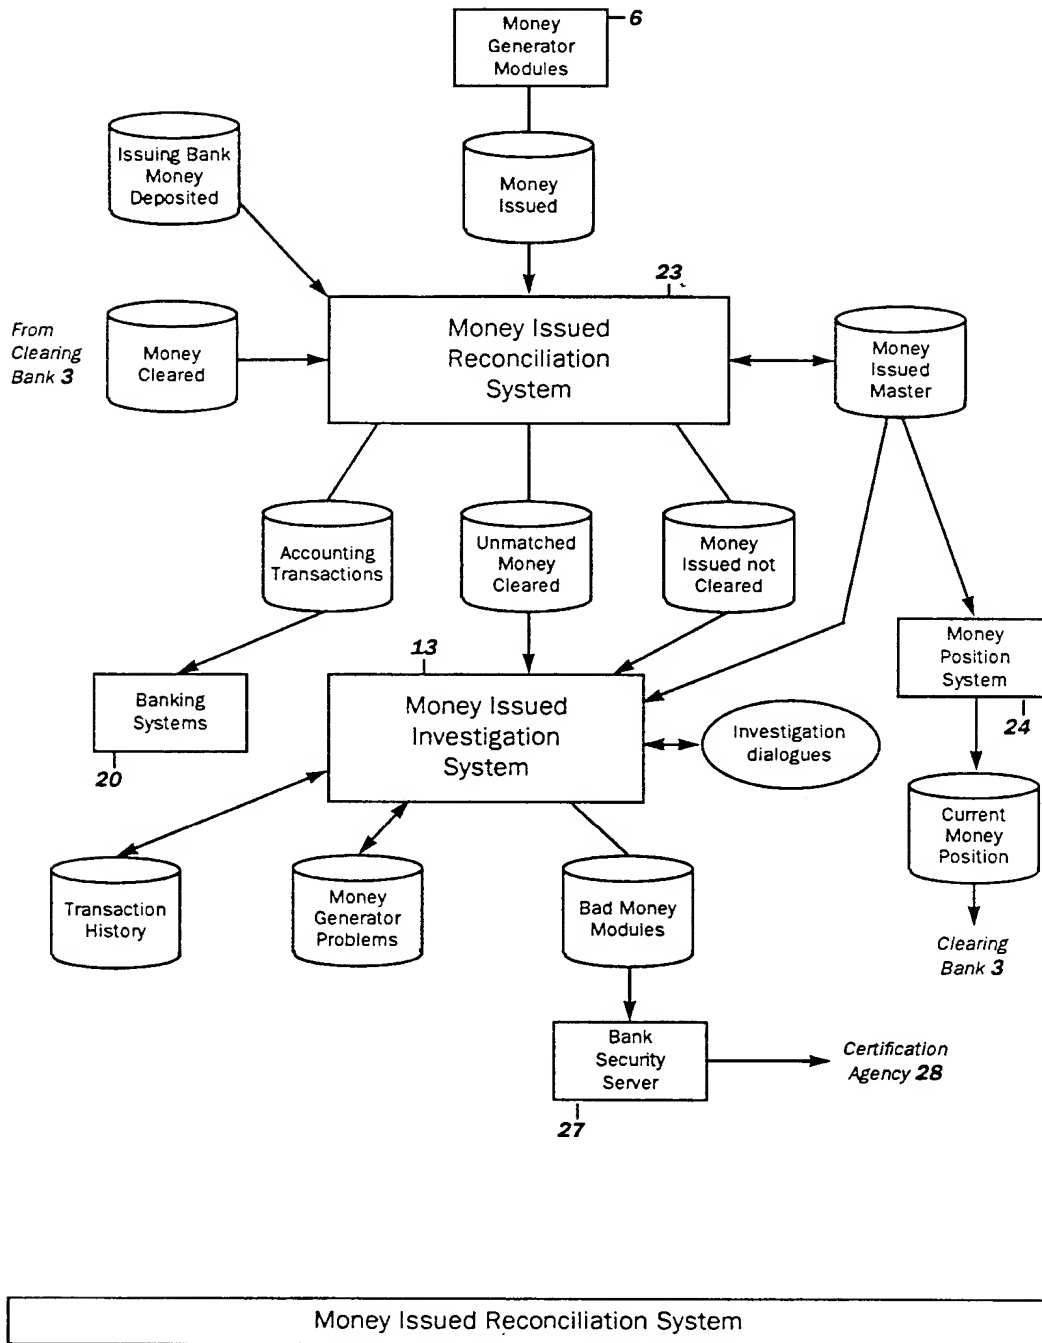 Money
Generator
Modules
6
Issuing Bank
Money
Deposited
Money
Issued
23
From
Clearing
Bank 3
Money
Cleared
Money Issued
Reconciliation
System
Money
Issued
Master
Accounting
Transactions
Unmatched
Money
Cleared
Money
Issued not
Cleared
13
Banking
Systems
20
Money Issued
Investigation
System
Investigation
dialogues
Money
Position
System
24
Transaction
History
Money
Generator
Problems
Bad Money
Modules
Current
Money
Position
Clearing
Bank 3
Bank
Security
Server
27
Certification
Agency 28
Money Issued Reconciliation System